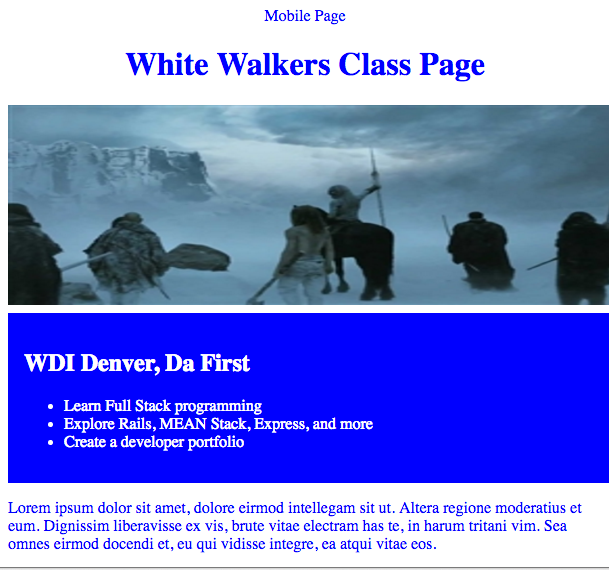 Mobile Page
White Walkers Class Page
WDI Denver, Da First
Learn Full Stack programming
Explore Rails, MEAN Stack, Express, and more
Create a developer portfolio
Lorem ipsum dolor sit amet, dolore eirmod intellegam sit ut. Altera regione moderatius et
eum. Dignissim liberavisse ex vis, brute vitae electram has te, in harum tritani vim. Sea
omnes eirmod docendi et, eu qui vidisse integre, ea atqui vitae eos.